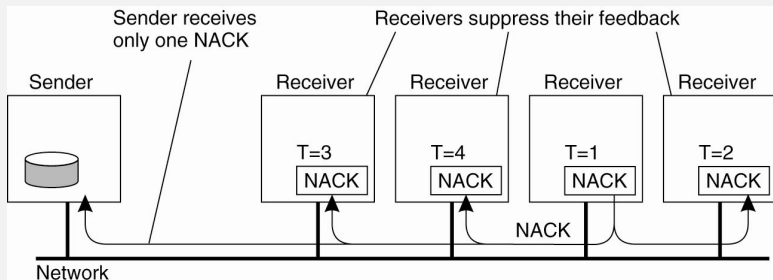 Sender receives
only one NACK
Receivers suppress their feedback
Sender
Receiver
Receiver
Receiver
Receiver
T=3
T=4
T=1
T=2
NACK
NACK
NACK
NACK
NACK
Network